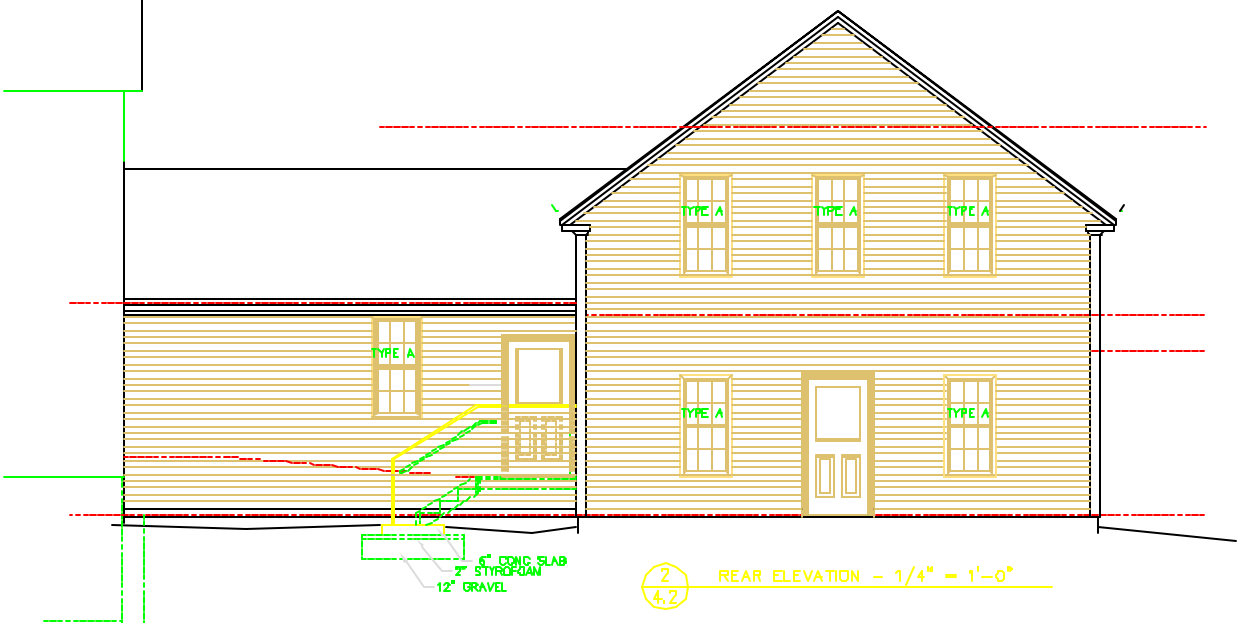 TYPE A TYPE A TYPE A
TYPE A
TYPE A TYPE A
6" CONC SLAB
2" STYROFOAM
12" GRAVEL
2
4.2
REAR ELEVATION - 1/4" = 1'-0"